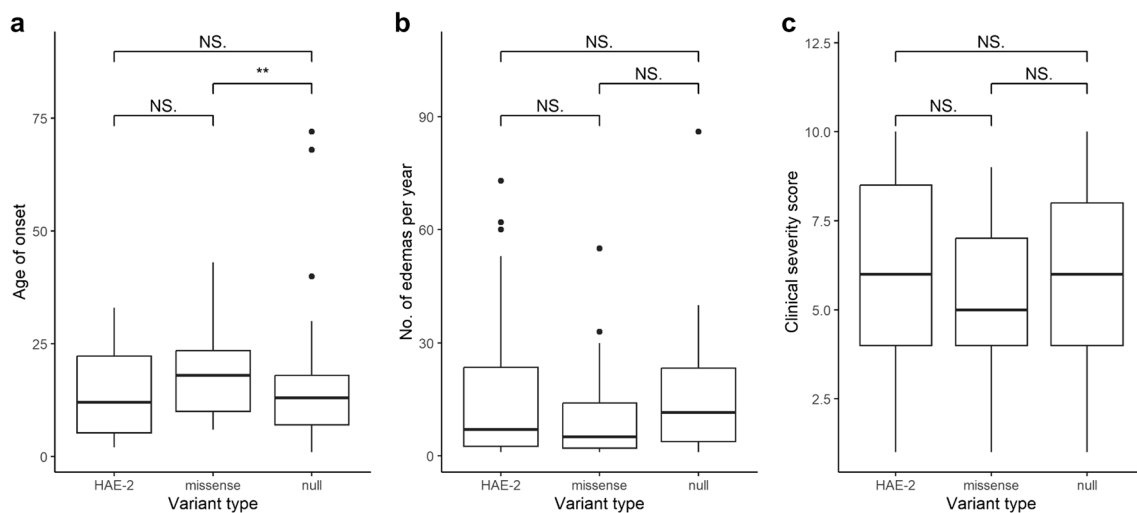 a
NS.
**
NS.
75
50
25
0
Age of onset
HAE-2 missense null
Variant type
b
NS.
NS.
NS.
90
60
30
0
No. of edemas per year
HAE-2 missense null
Variant type
c
12.5
NS.
NS.
NS.
10.0
7.5
5.0
2.5
Clinical severity score
HAE-2 missense null
Variant type